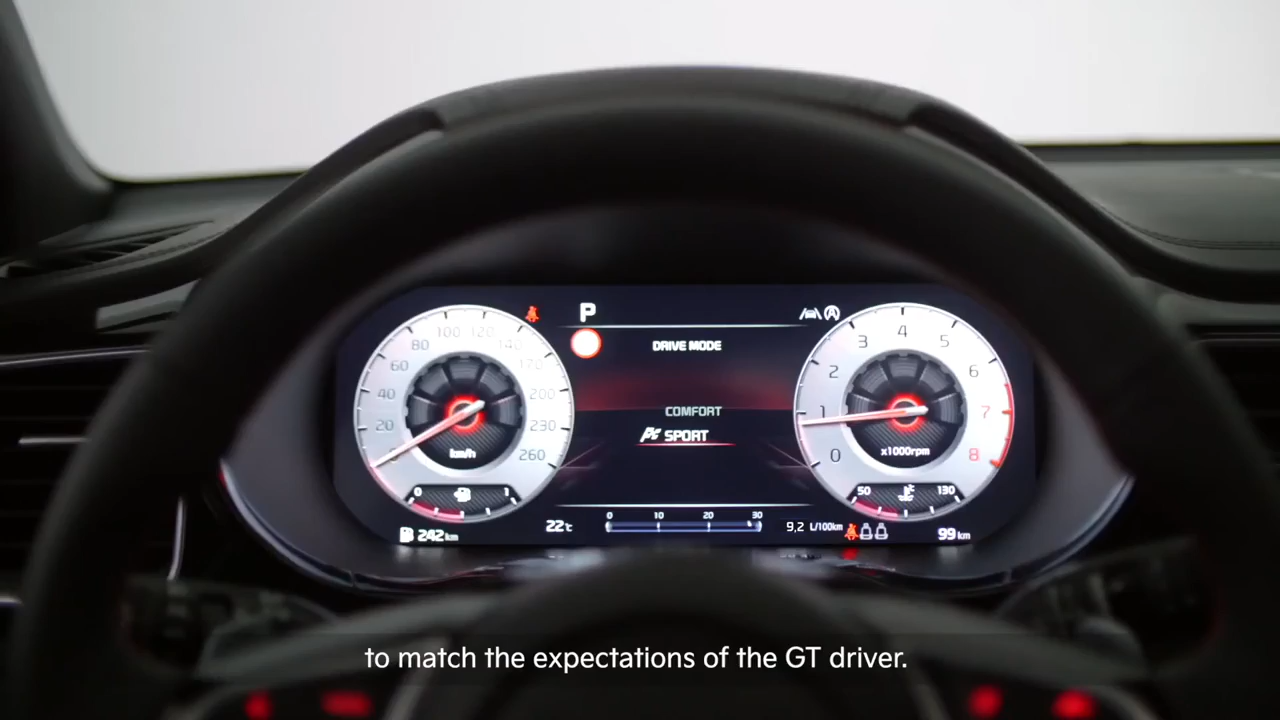 P
DRIVE MODE
COMFORT
SPORT
20
40
60
80
100
120
140
170
200
230
260
km/h
0
1
2
3
4
5
6
7
8
x1000rpm
0 1
50 130
242 km
22°C
0 10 20 30
9,2 L/100km
99 km
to match the expectations of the GT driver.